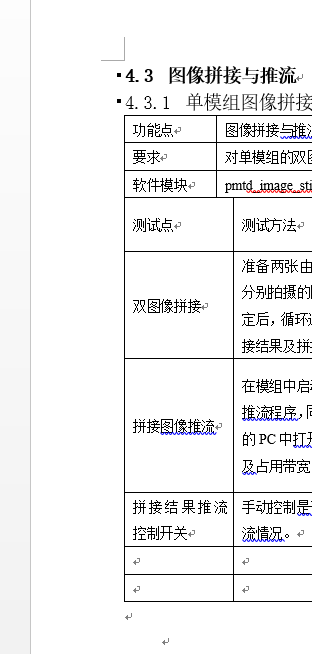 4.3 图像拼接与推流
4.3.1 单模组图像拼接
功能点 图像拼接与推
要求 对单模组的双
软件模块 pmtd_image_sti
测试点 测试方法
准备两张由
分别拍摄的
双图像拼接 定后，循环
接结果及拼
在模组中启
推流程序，同
拼接图像推流 的 PC 中打
及占用带宽
拼接结果推流 手动控制是
控制开关 流情况。